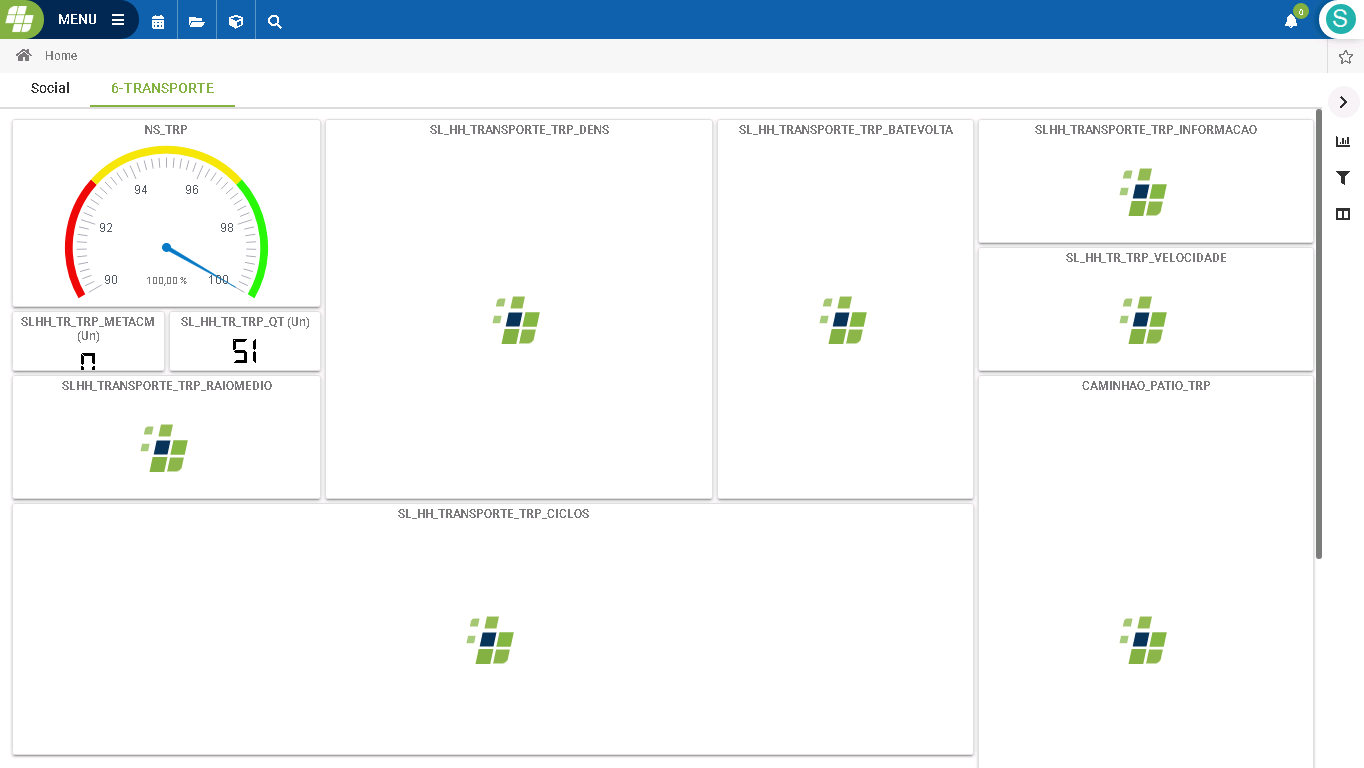 MENU
0
S
Home
Social
6-TRANSPORTE
NS_TRP
94
96
92
98
90
100,00 %
100
SL_HH_TRANSPORTE_TRP_DENS
SL_HH_TRANSPORTE_TRP_BATEVOLTA
SLHH_TRANSPORTE_TRP_INFORMACAO
SL_HH_TR_TRP_VELOCIDADE
SLHH_TR_TRP_METACM
(Un)
SL_HH_TR_TRP_QT (Un)
51
SLHH_TRANSPORTE_TRP_RAIOMEDIO
CAMINHAO_PATIO_TRP
SL_HH_TRANSPORTE_TRP_CICLOS